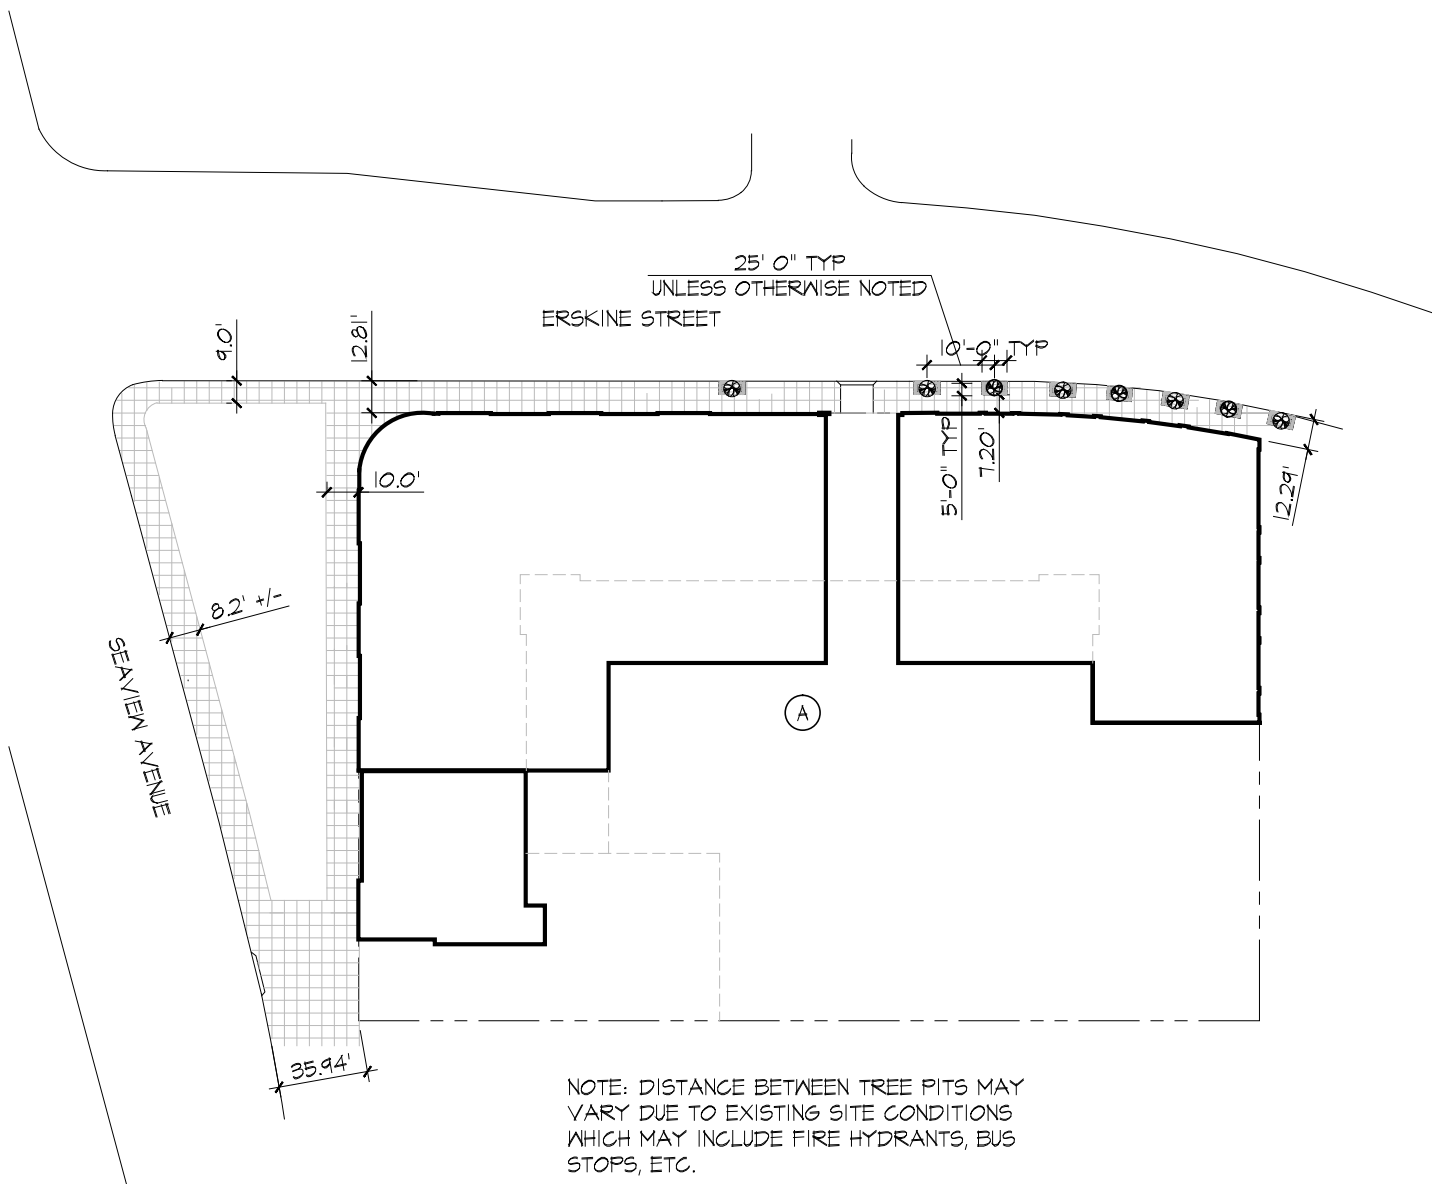 25' 0" TYP
UNLESS OTHERWISE NOTED
ERSKINE STREET
9.0'
12.81'
10'-0" TYP
10.0'
5'-0" TYP
7.20'
12.29'
8.2' +/-
SEAVIEW AVENUE
A
35.94'
NOTE: DISTANCE BETWEEN TREE PITS MAY
VARY DUE TO EXISTING SITE CONDITIONS
WHICH MAY INCLUDE FIRE HYDRANTS, BUS
STOPS, ETC.